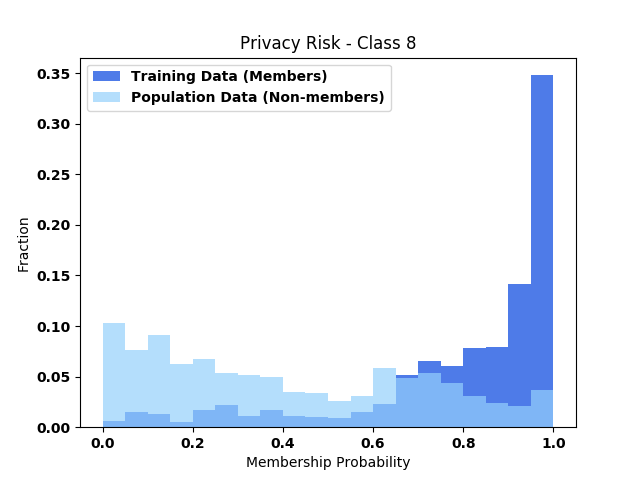 Privacy Risk - Class 8
Training Data (Members)
Population Data (Non-members)
0.35
0.30
0.25
0.20
0.15
0.10
0.05
0.00
Fraction
0.0 0.2 0.4 0.6 0.8 1.0
Membership Probability